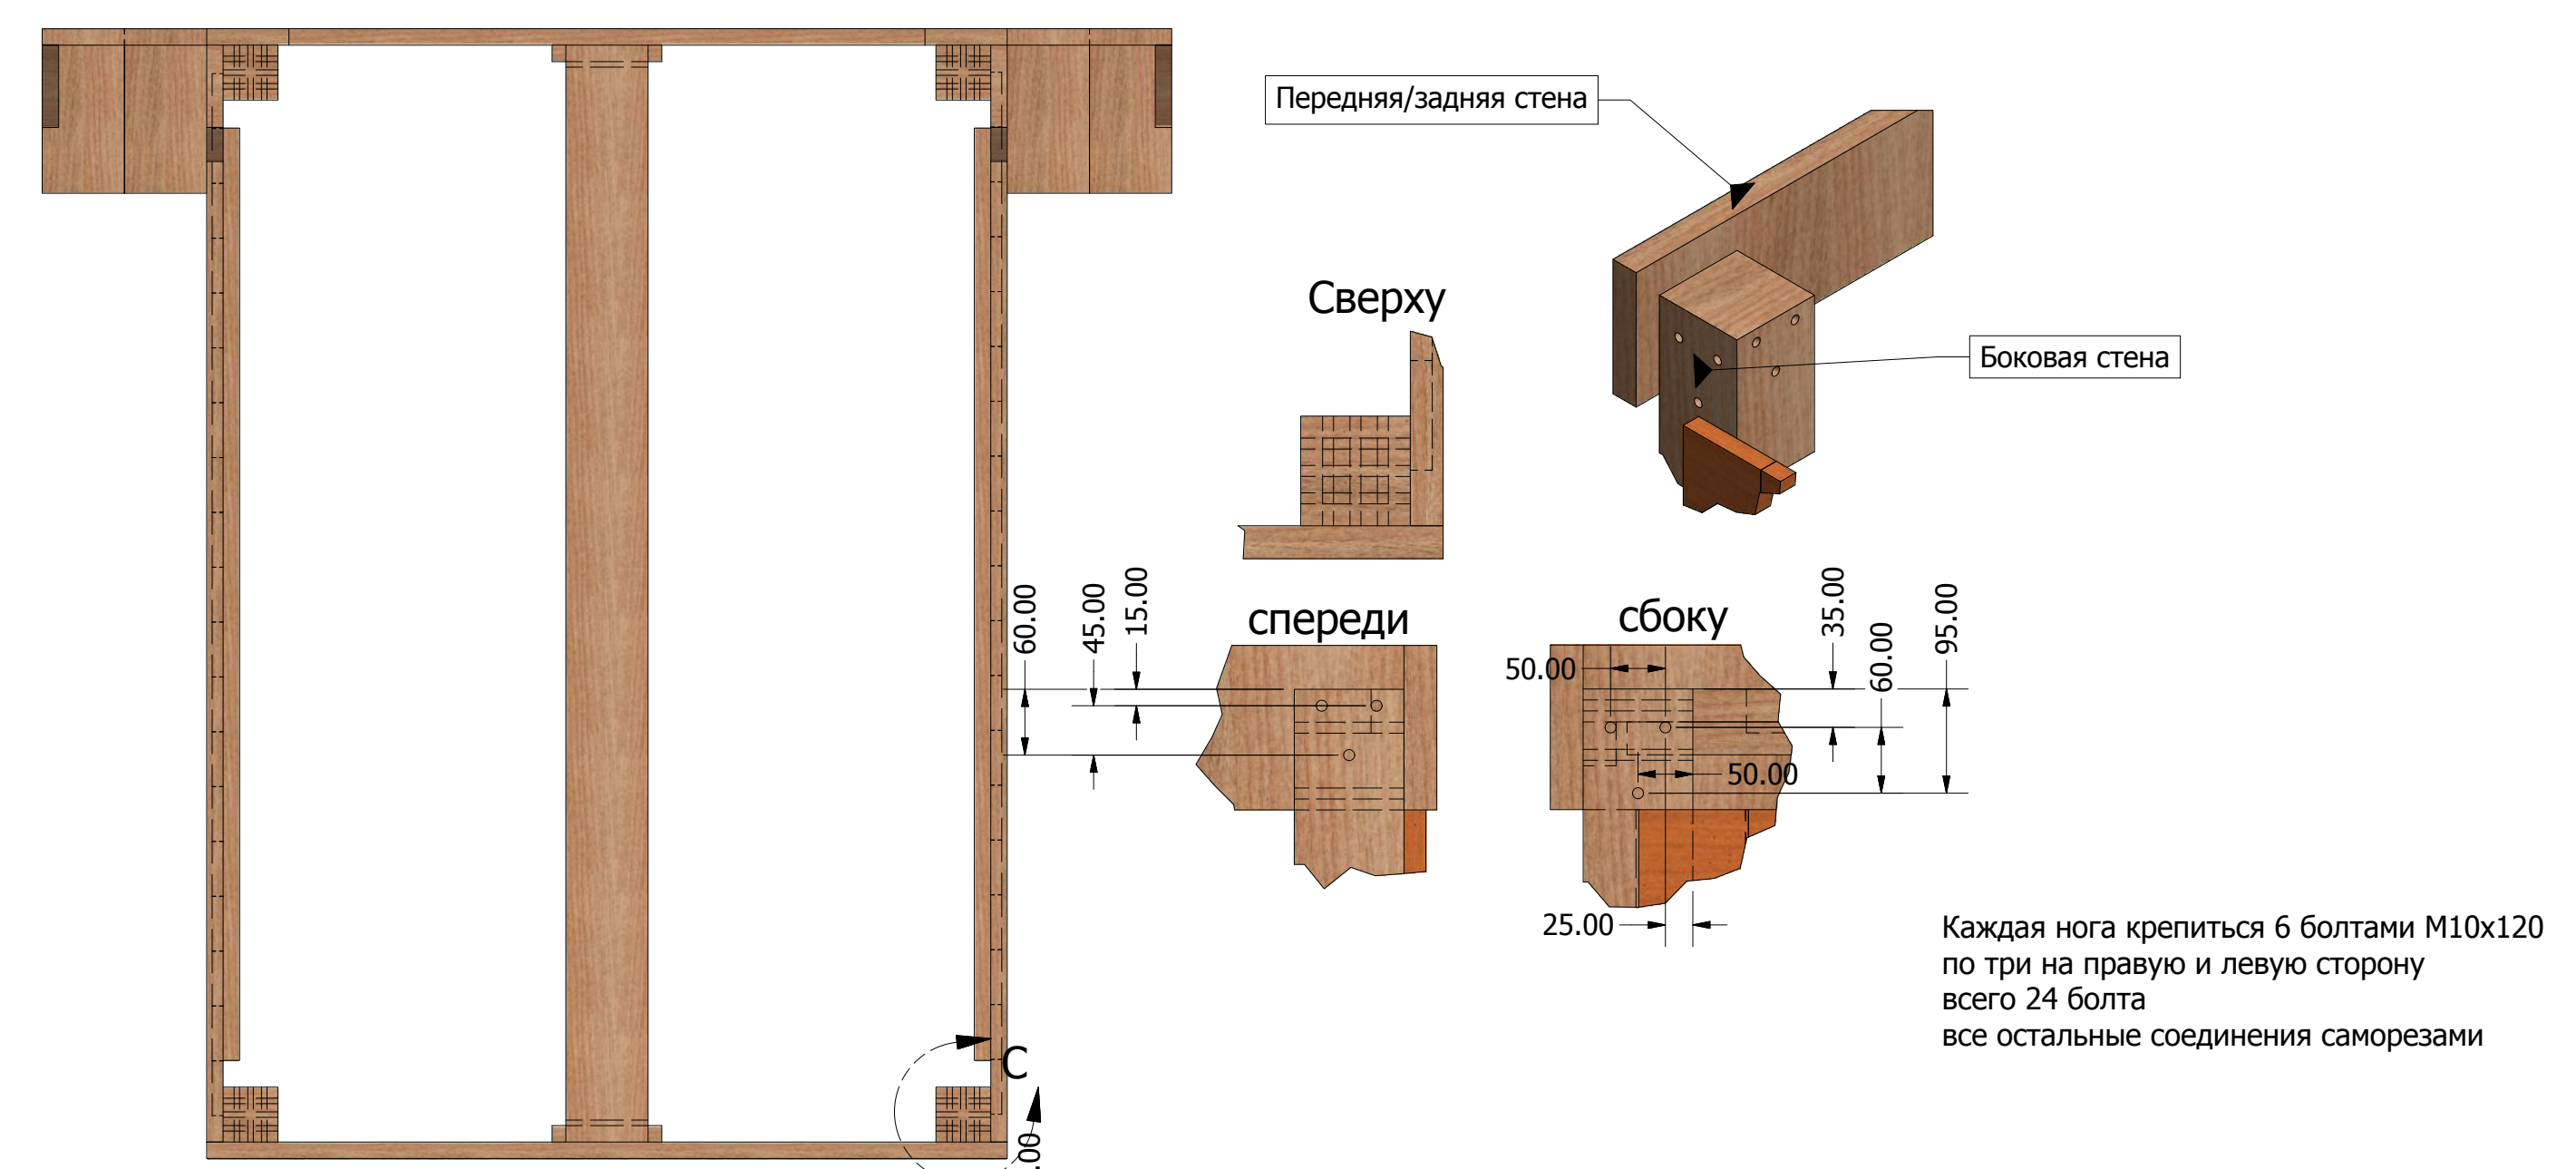 Передняя/задняя стена
Сверху
Боковая стена
спереди
сбоку
60.00
45.00
15.00
50.00
35.00
60.00
95.00
50.00
25.00
C
.00
Каждая нога крепиться 6 болтами М10х120
по три на правую и левую сторону
всего 24 болта
все остальные соединения саморезами